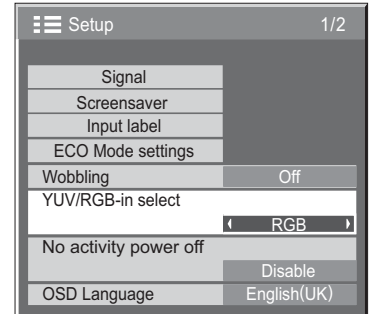 Setup 1/2
Signal
Screensaver
Input label
ECO Mode settings
Wobbling Off
YUV/RGB-in select
RGB
No activity power off
Disable
OSD Language English(UK)